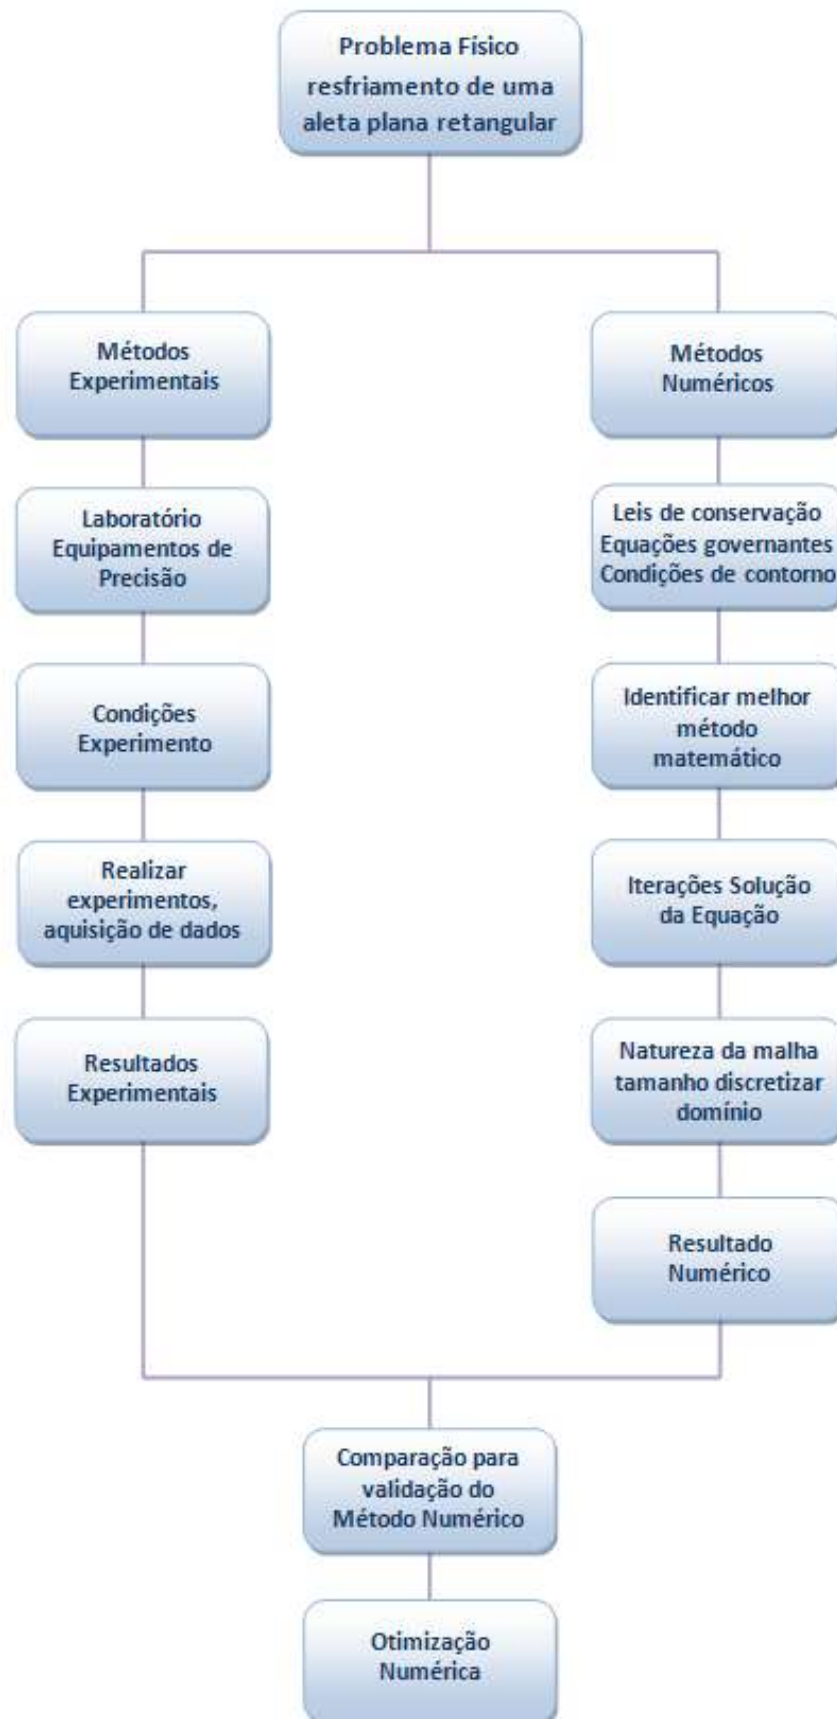 Problema Físico
resfriamento de uma
aleta plana retangular
Métodos
Experimentais
Laboratório
Equipamentos de
Precisão
Condições
Experimento
Realizar
experimentos,
aquisição de dados
Resultados
Experimentais
Métodos
Numéricos
Leis de conservação
Equações governantes
Condições de contorno
Identificar melhor
método
matemático
Iterações Solução
da Equação
Natureza da malha
tamanho discretizar
domínio
Resultado
Numérico
Comparação para
validação do
Método Numérico
Otimização
Numérica